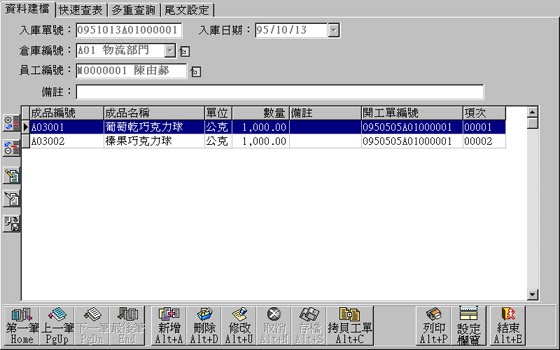 資料建檔 快速查表 多重查詢 尾文設定
入庫單號： 0951013A01000001 入庫日期： 95/10/13
倉庫編號： A01 物流部門
員工編號： M0000001 陳由郝
備註：
成品編號 成品名稱 單位 數量 備註 開工單編號 項次
A03001 葡萄乾巧克力球 公克 1,000.00 0950505A01000001 00001
A03002 榛果巧克力球 公克 1,000.00 0950505A01000001 00002
第一筆 上一筆 下一筆 最後筆 新增 刪除 修改 取消 存檔 拷貝工單 列印 設定 結束
Home PgUp PgDn End Alt+A Alt+D Alt+U Alt+N Alt+S Alt+C Alt+P 欄寬 Alt+E